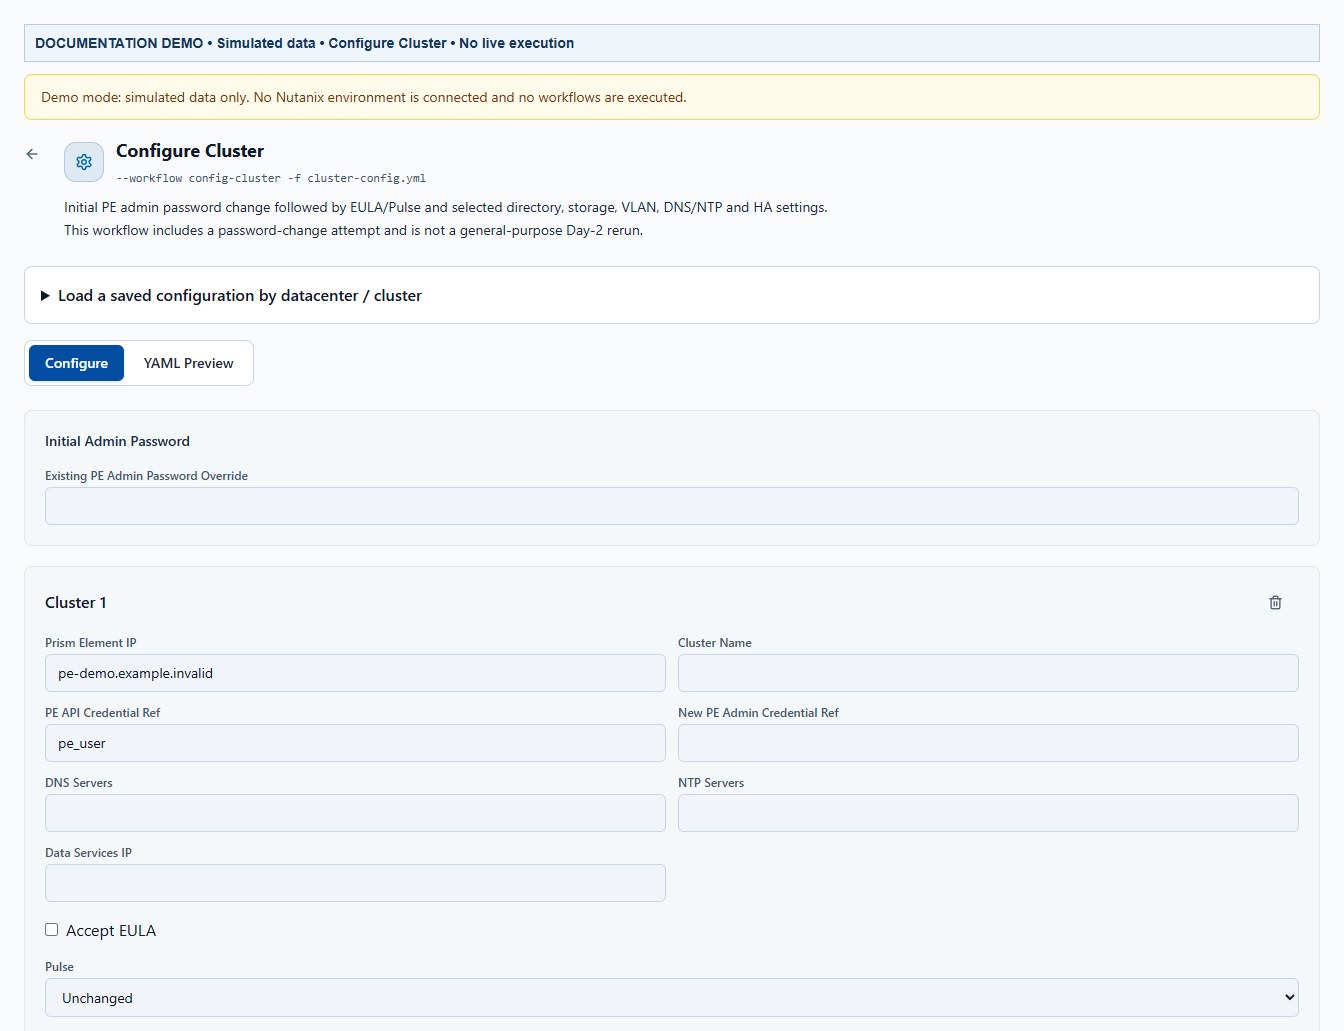 DOCUMENTATION DEMO • Simulated data • Configure Cluster • No live execution
Demo mode: simulated data only. No Nutanix environment is connected and no workflows are executed.
Configure Cluster
--workflow config-cluster -f cluster-config.yml
Initial PE admin password change followed by EULA/Pulse and selected directory, storage, VLAN, DNS/NTP and HA settings.
This workflow includes a password-change attempt and is not a general-purpose Day-2 rerun.
Load a saved configuration by datacenter / cluster
Configure YAML Preview
Initial Admin Password
Existing PE Admin Password Override
Cluster 1
Prism Element IP Cluster Name
pe-demo.example.invalid
PE API Credential Ref New PE Admin Credential Ref
pe_user
DNS Servers NTP Servers
Data Services IP
Accept EULA
Pulse
Unchanged